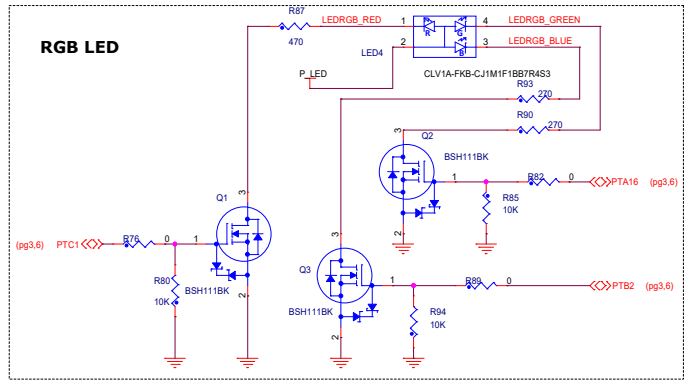 RGB LED
R87
470
LEDRGB_RED
1
R
G
4
LEDRGB_GREEN
2
B
3
LEDRGB_BLUE
LED4
CLV1A-FKB-CJ1M1F1BB7R4S3
P_LED
R93
270
R90
270
3
Q2
BSH111BK
1
R82
0
PTA16 (pg3,6)
R85
10K
2
3
Q1
(pg3,6) PTC1
R76
0
1
R80
10K
BSH111BK
2
3
Q3
1
R89
0
PTB2 (pg3,6)
BSH111BK
R94
10K
2